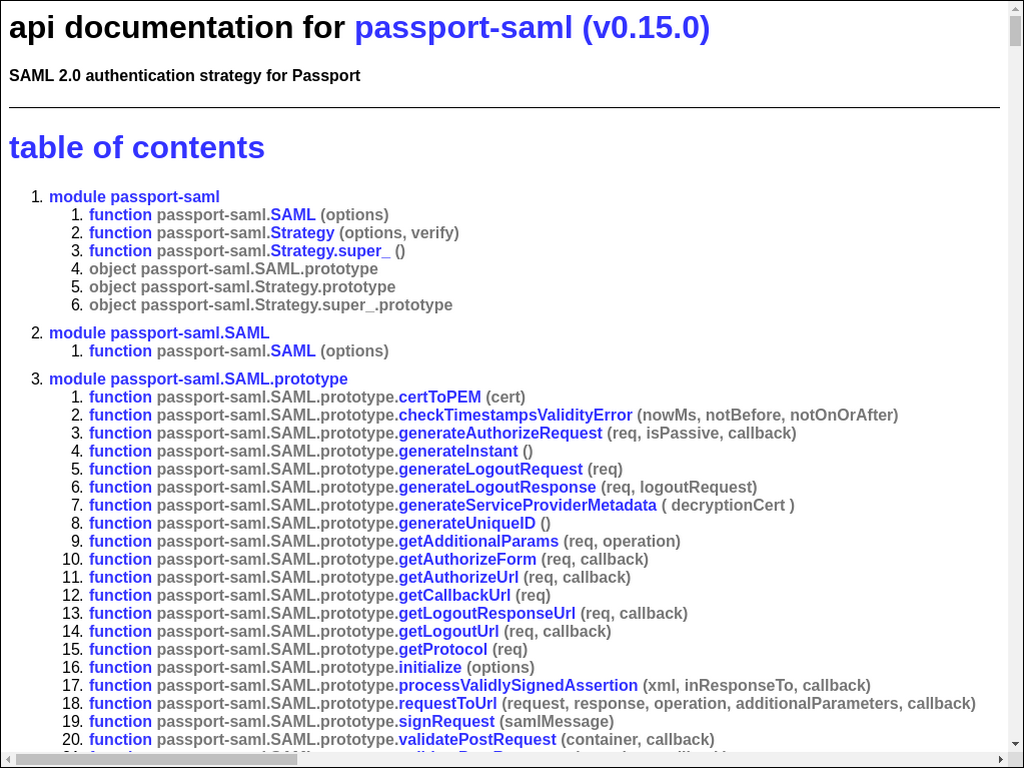 api documentation for passport-saml (v0.15.0)
SAML 2.0 authentication strategy for Passport
table of contents
1. module passport-saml
1. function passport-saml.SAML (options)
2. function passport-saml.Strategy (options, verify)
3. function passport-saml.Strategy.super_ ()
4. object passport-saml.SAML.prototype
5. object passport-saml.Strategy.prototype
6. object passport-saml.Strategy.super_.prototype
2. module passport-saml.SAML
1. function passport-saml.SAML (options)
3. module passport-saml.SAML.prototype
1. function passport-saml.SAML.prototype.certToPEM (cert)
2. function passport-saml.SAML.prototype.checkTimestampsValidityError (nowMs, notBefore, notOnOrAfter)
3. function passport-saml.SAML.prototype.generateAuthorizeRequest (req, isPassive, callback)
4. function passport-saml.SAML.prototype.generateInstant ()
5. function passport-saml.SAML.prototype.generateLogoutRequest (req)
6. function passport-saml.SAML.prototype.generateLogoutResponse (req, logoutRequest)
7. function passport-saml.SAML.prototype.generateServiceProviderMetadata ( decryptionCert )
8. function passport-saml.SAML.prototype.generateUniqueID ()
9. function passport-saml.SAML.prototype.getAdditionalParams (req, operation)
10. function passport-saml.SAML.prototype.getAuthorizeForm (req, callback)
11. function passport-saml.SAML.prototype.getAuthorizeUrl (req, callback)
12. function passport-saml.SAML.prototype.getCallbackUrl (req)
13. function passport-saml.SAML.prototype.getLogoutResponseUrl (req, callback)
14. function passport-saml.SAML.prototype.getLogoutUrl (req, callback)
15. function passport-saml.SAML.prototype.getProtocol (req)
16. function passport-saml.SAML.prototype.initialize (options)
17. function passport-saml.SAML.prototype.processValidlySignedAssertion (xml, inResponseTo, callback)
18. function passport-saml.SAML.prototype.requestToUrl (request, response, operation, additionalParameters, callback)
19. function passport-saml.SAML.prototype.signRequest (samlMessage)
20. function passport-saml.SAML.prototype.validatePostRequest (container, callback)